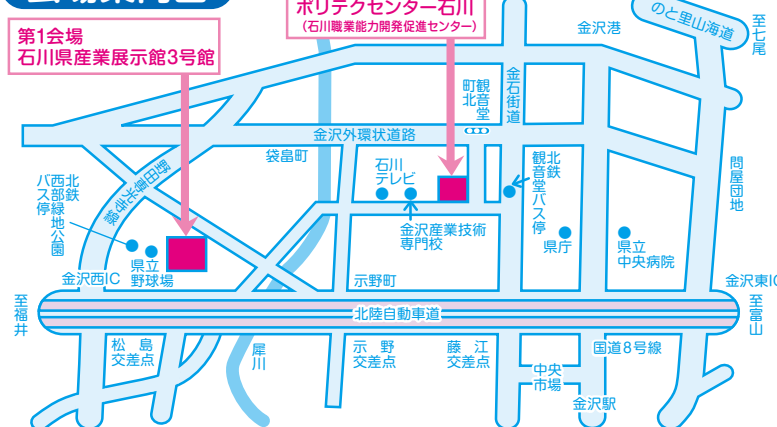 第1会場
石川県産業展示館3号館
ポリテクセンター石川
(石川職業能力開発促進センター)
金沢港
のと里山海道
至七尾
金石街道
観音堂
町北
金沢外環状道路
袋畠町
野田専光寺線
石川
テレビ
北鉄
観音堂バス停
問屋団地
北鉄
西部緑地公園
バス停
金沢産業技術
専門校
県庁
県立
中央病院
県立
野球場
金沢西IC
示野町
金沢東IC
至福井
北陸自動車道
至富山
松島
交差点
犀川
示野
交差点
藤江
交差点
国道8号線
中央
市場
金沢駅